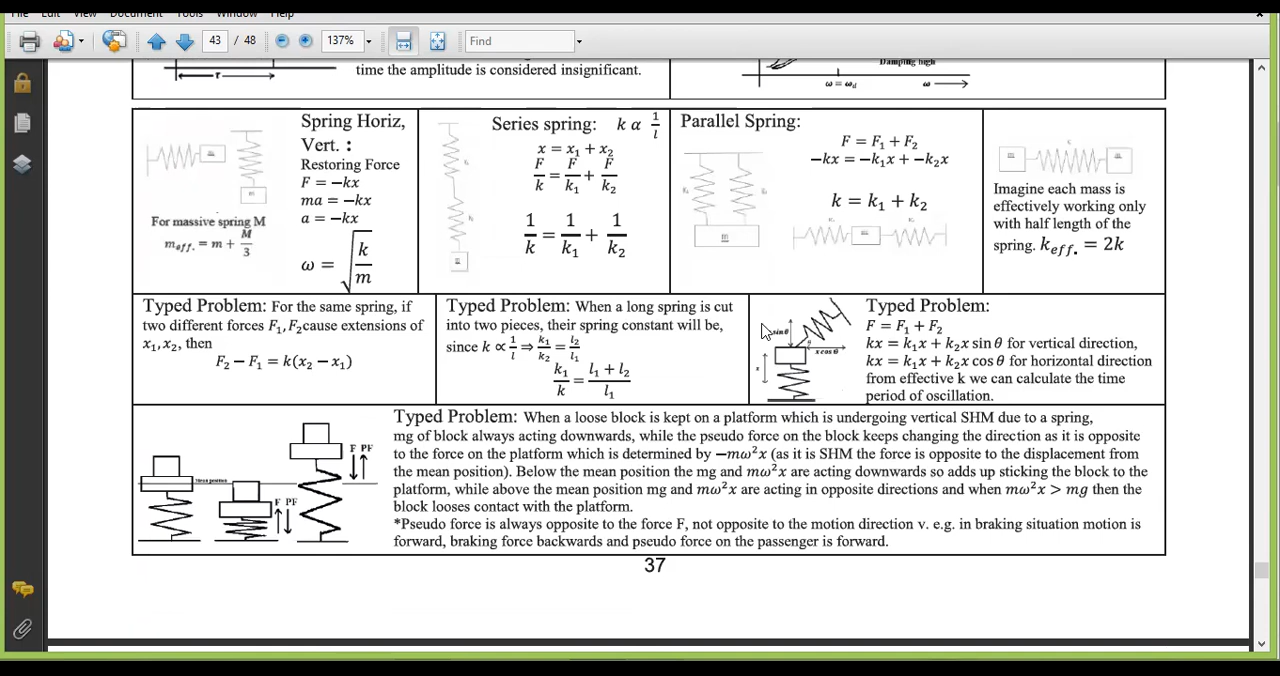 File Edit View Document Tools Window Help
43 / 48 137% Find
time the amplitude is considered insignificant.
Damping high
ω = ω_d ω
Spring Horiz,
Vert. :
Restoring Force
F = −kx
ma = −kx
a = −kx
ω = √(k/m)
For massive spring M
m_eff. = m + M/3
Series spring: k α 1/l
x = x₁ + x₂
F/k = F/k₁ + F/k₂
1/k = 1/k₁ + 1/k₂
m
Parallel Spring:
F = F₁ + F₂
−kx = −k₁x + −k₂x
k = k₁ + k₂
m
Imagine each mass is
effectively working only
with half length of the
spring. k_eff. = 2k
Typed Problem: For the same spring, if
two different forces F₁, F₂cause extensions of
x₁, x₂, then
F₂ − F₁ = k(x₂ − x₁)
Typed Problem: When a long spring is cut
into two pieces, their spring constant will be,
since k ∝ 1/l ⇒ k₁/k₂ = l₂/l₁
k₁/k = (l₁ + l₂)/l₁
sin θ
x cos θ
x
Typed Problem:
F = F₁ + F₂
kx = k₁x + k₂x sin θ for vertical direction,
kx = k₁x + k₂x cos θ for horizontal direction
from effective k we can calculate the time
period of oscillation.
Mean position
F PF
F PF
Typed Problem: When a loose block is kept on a platform which is undergoing vertical SHM due to a spring,
mg of block always acting downwards, while the pseudo force on the block keeps changing the direction as it is opposite
to the force on the platform which is determined by −mω²x (as it is SHM the force is opposite to the displacement from
the mean position). Below the mean position the mg and mω²x are acting downwards so adds up sticking the block to the
platform, while above the mean position mg and mω²x are acting in opposite directions and when mω²x > mg then the
block looses contact with the platform.
*Pseudo force is always opposite to the force F, not opposite to the motion direction v. e.g. in braking situation motion is
forward, braking force backwards and pseudo force on the passenger is forward.
37